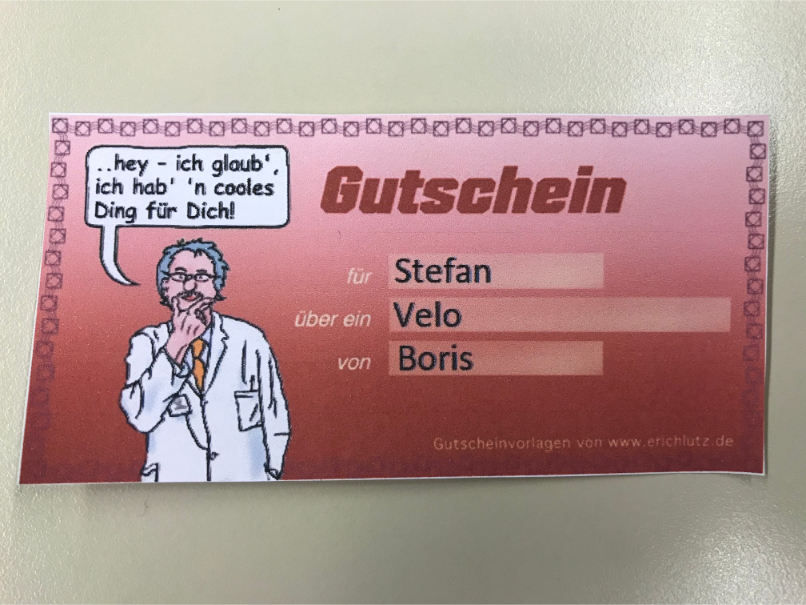 ..hey - ich glaub',
ich hab' 'n cooles
Ding für Dich!
Gutschein
für Stefan
über ein Velo
von Boris
Gutscheinvorlagen von www.erichlutz.de